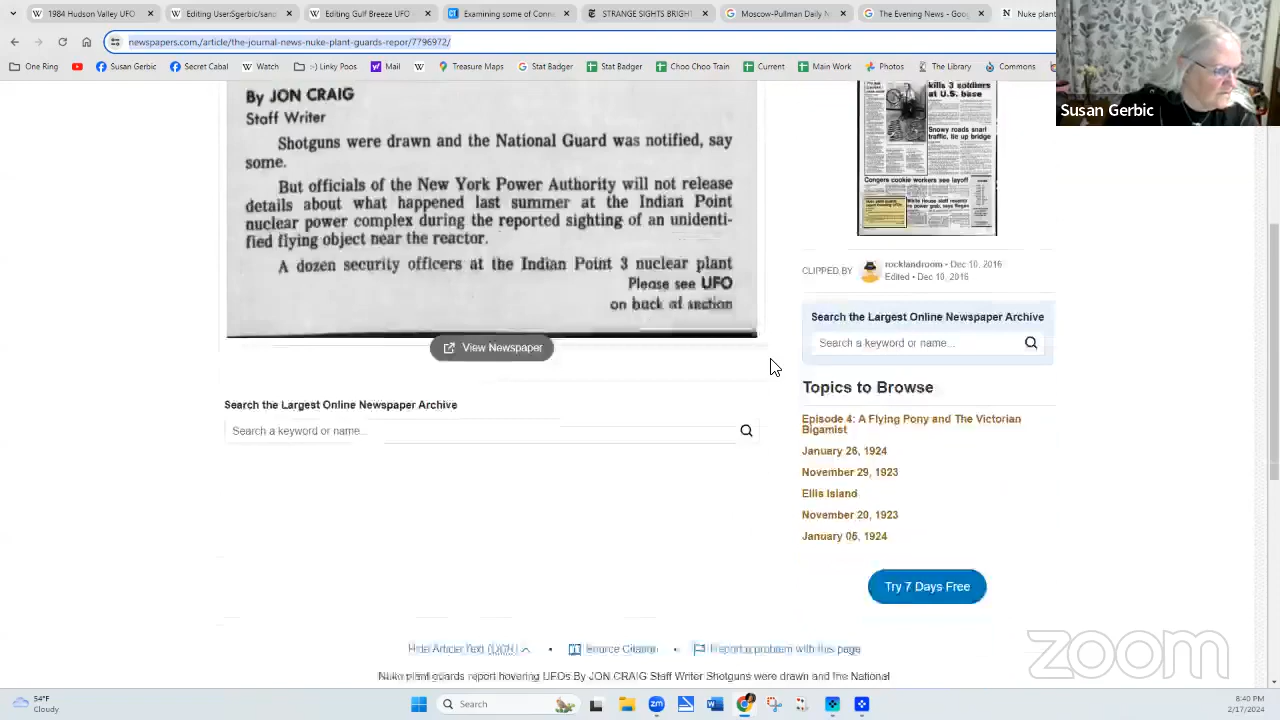 1984 Hudson Valley UFO
Editing UserSGerbic/sand
Editing Gulf Breeze UFO
Examining some of Connec
STRANGE SIGHTS BRIGHT
Moscow-Pullman Daily N
The Evening News - Goog
Nuke plant
newspapers.com/article/the-journal-news-nuke-plant-guards-repor/7796972/
One Ring
Susan Gerbic
Secret Cabal
Watch
:-) Linky Poo
Mail
Treasure Maps
Stat Badger
Stat Badger
Choo Choo Train
Current
Main Work
Photos
The Library
Commons
Susan Gerbic
By JON CRAIG
Staff Writer
Shotguns were drawn and the National Guard was notified, say
some.
But officials of the New York Power Authority will not release
details about what happened last summer at the Indian Point
nuclear power complex during the reported sighting of an unidenti-
fied flying object near the reactor.
A dozen security officers at the Indian Point 3 nuclear plant
Please see UFO
on back of section
View Newspaper
Search the Largest Online Newspaper Archive
Search a keyword or name...
kills 3 soldiers
at U.S. base
Snowy roads snarl
traffic, tie up bridge
Congers cookie workers see layoff
CLIPPED BY
rocklandroom • Dec 10, 2016
Edited • Dec 10, 2016
Search the Largest Online Newspaper Archive
Search a keyword or name...
Topics to Browse
Episode 4: A Flying Pony and The Victorian
Bigamist
January 26, 1924
November 29, 1923
Ellis Island
November 20, 1923
January 05, 1924
Try 7 Days Free
Hide Article Text (OCR)
Source Citation
Report a problem with this page
Nuke plant guards report hovering UFOs By JON CRAIG Staff Writer Shotguns were drawn and the National
zoom
54°F
Cloudy
Search
8:40 PM
2/17/2024